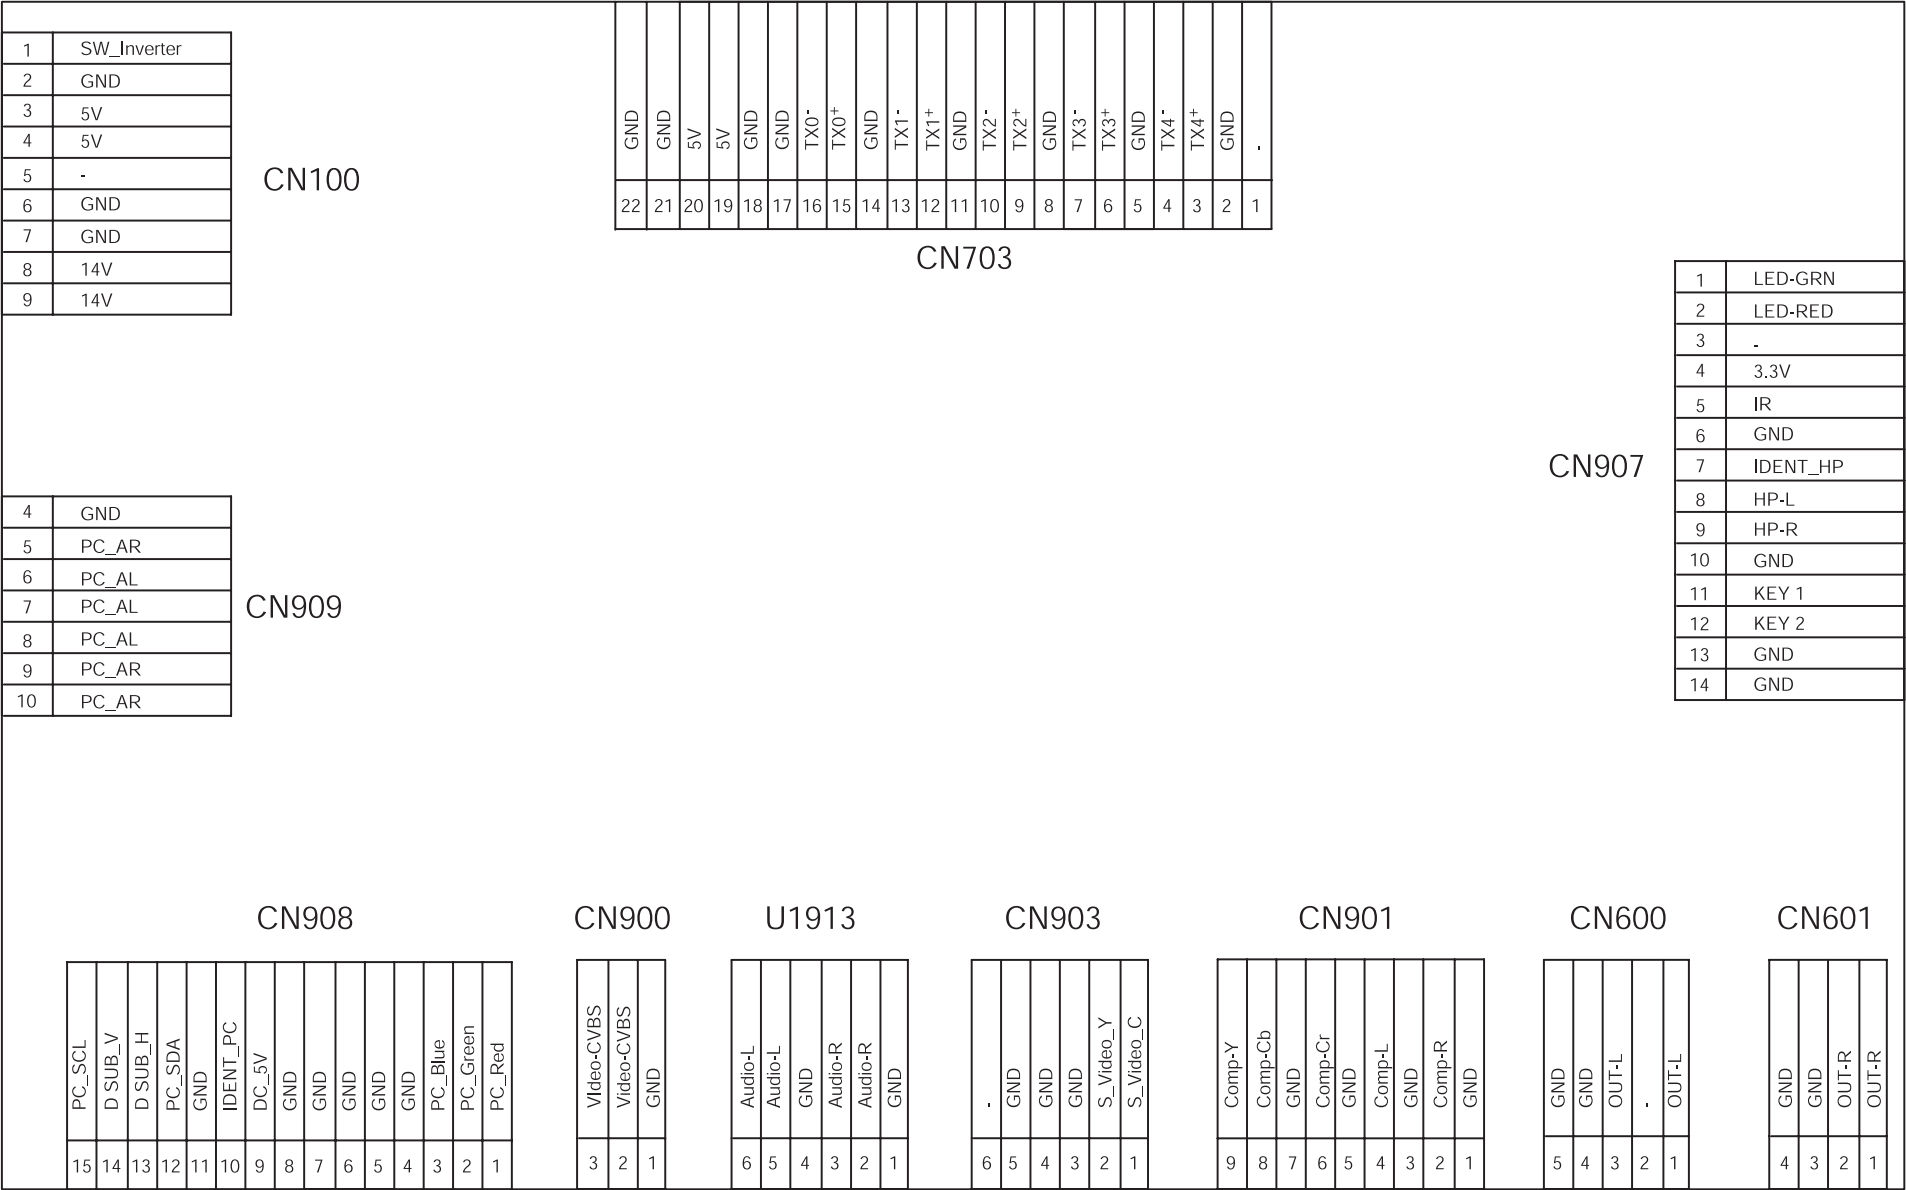 1 SW_Inverter
2 GND
3 5V
4 5V
5 -
6 GND
7 GND
8 14V
9 14V
CN100
GND GND 5V 5V GND GND TX0- TX0+ GND TX1- TX1+ GND TX2- TX2+ GND TX3- TX3+ GND TX4- TX4+ GND -
22 21 20 19 18 17 16 15 14 13 12 11 10 9 8 7 6 5 4 3 2 1
CN703
1 LED-GRN
2 LED-RED
3 -
4 3.3V
5 IR
6 GND
7 IDENT_HP
8 HP-L
9 HP-R
10 GND
11 KEY 1
12 KEY 2
13 GND
14 GND
CN907
4 GND
5 PC_AR
6 PC_AL
7 PC_AL
8 PC_AL
9 PC_AR
10 PC_AR
CN909
CN908
PC_SCL D SUB_V D SUB_H PC_SDA GND IDENT_PC DC_5V GND GND GND GND GND PC_Blue PC_Green PC_Red
15 14 13 12 11 10 9 8 7 6 5 4 3 2 1
CN900
VIdeo-CVBS Video-CVBS GND
3 2 1
U1913
Audio-L Audio-L GND Audio-R Audio-R GND
6 5 4 3 2 1
CN903
- GND GND GND S_Video_Y S_Video_C
6 5 4 3 2 1
CN901
Comp-Y Comp-Cb GND Comp-Cr GND Comp-L GND Comp-R GND
9 8 7 6 5 4 3 2 1
CN600
GND GND OUT-L - OUT-L
5 4 3 2 1
CN601
GND GND OUT-R OUT-R
4 3 2 1